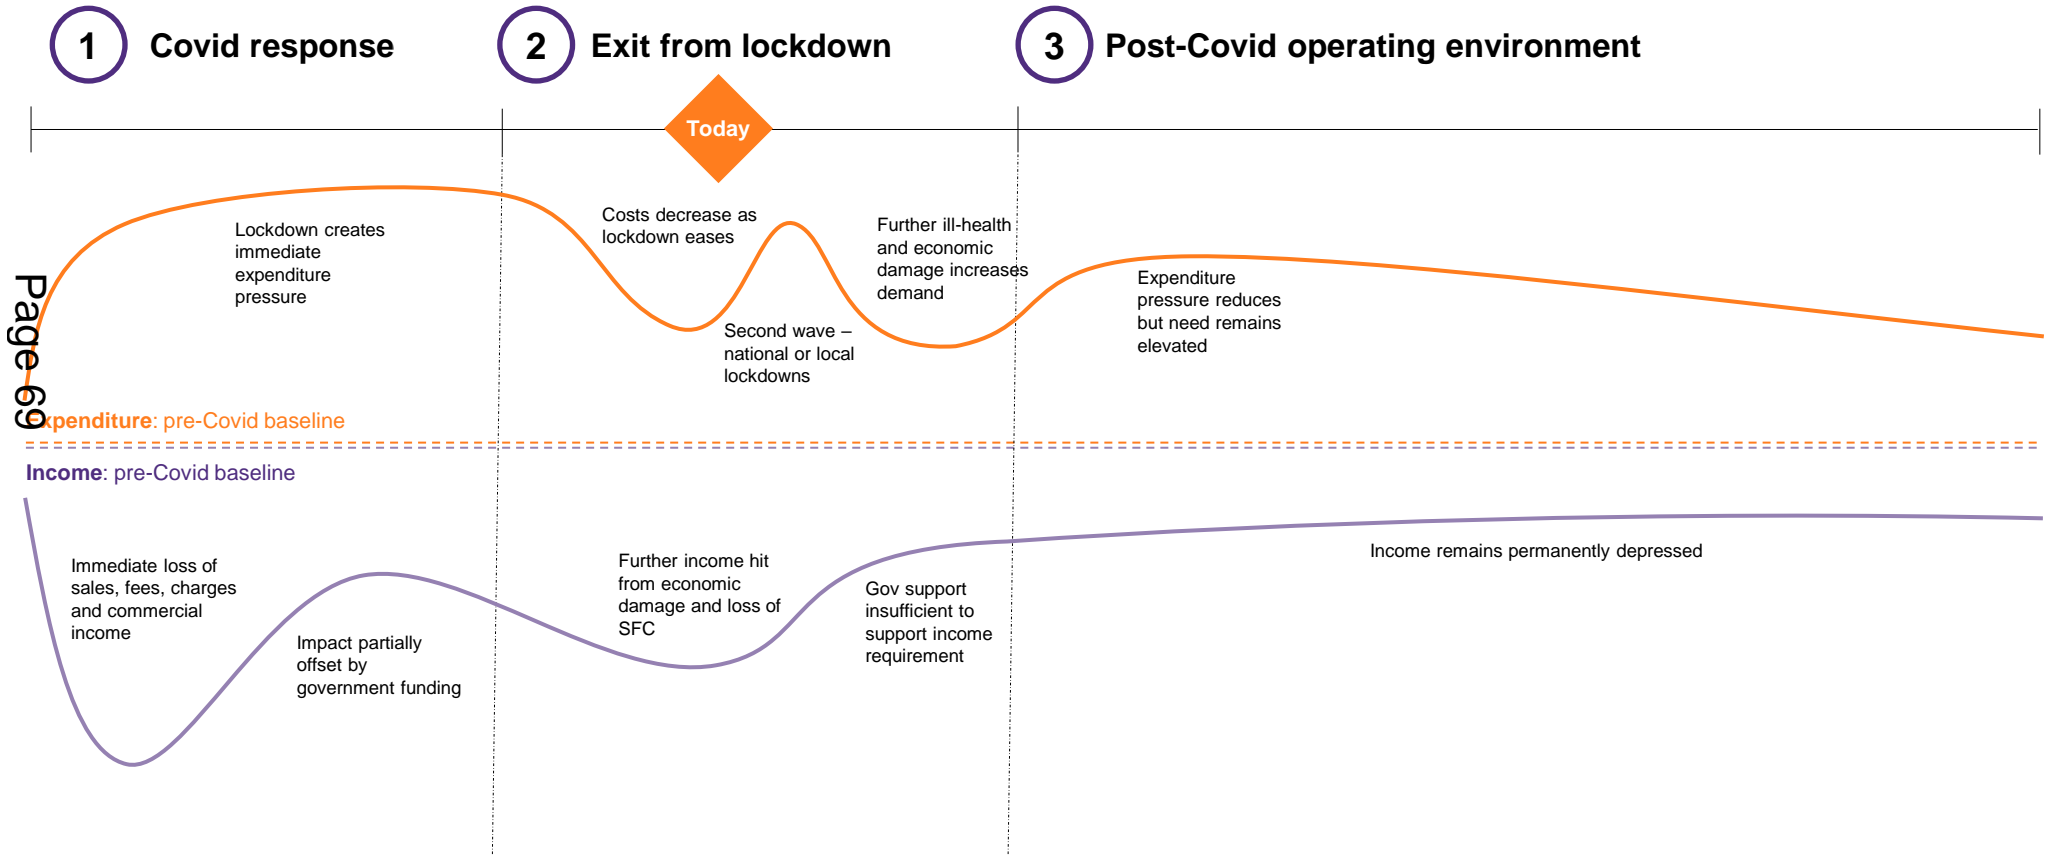 1 Covid response
2 Exit from lockdown
3 Post-Covid operating environment
Today
Lockdown creates
immediate
expenditure
pressure
Costs decrease as
lockdown eases
Second wave –
national or local
lockdowns
Further ill-health
and economic
damage increases
demand
Expenditure
pressure reduces
but need remains
elevated
Page 69
Expenditure: pre-Covid baseline
Income: pre-Covid baseline
Immediate loss of
sales, fees, charges
and commercial
income
Impact partially
offset by
government funding
Further income hit
from economic
damage and loss of
SFC
Gov support
insufficient to
support income
requirement
Income remains permanently depressed